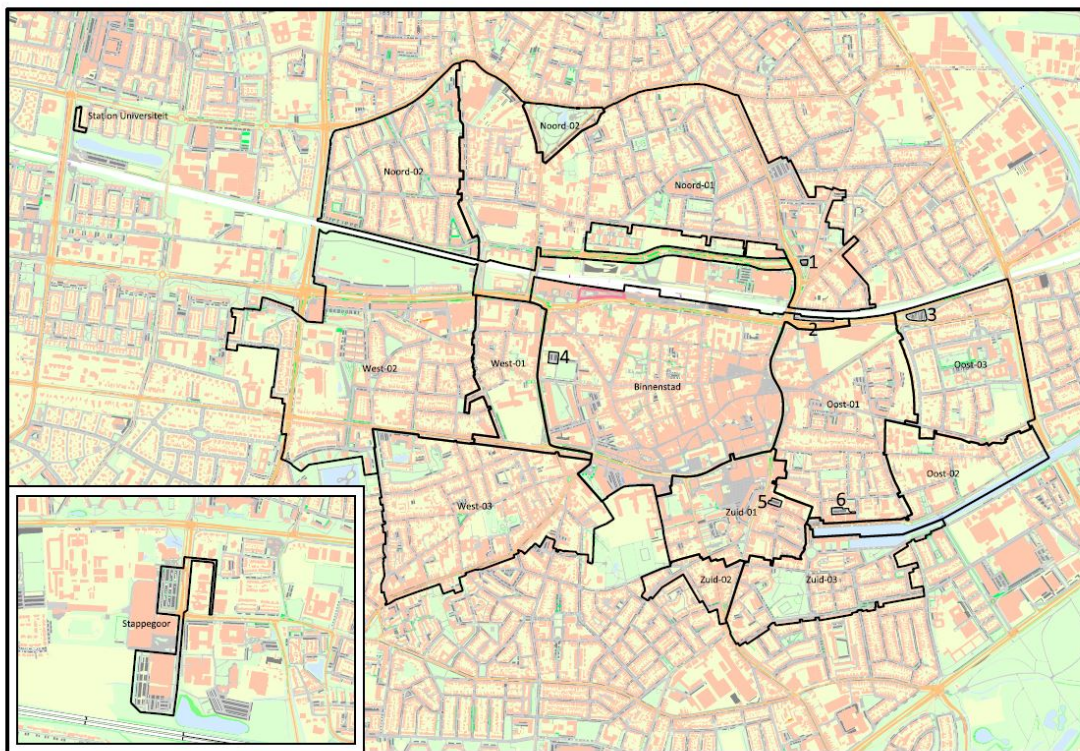 Station Universiteit
Noord-02
Noord-02
Noord-01
1
2
3
4
West-01
West-02
Binnenstad
Oost-03
Oost-01
Oost-02
West-03
5
6
Zuid-01
Zuid-02
Zuid-03
Stappegoor